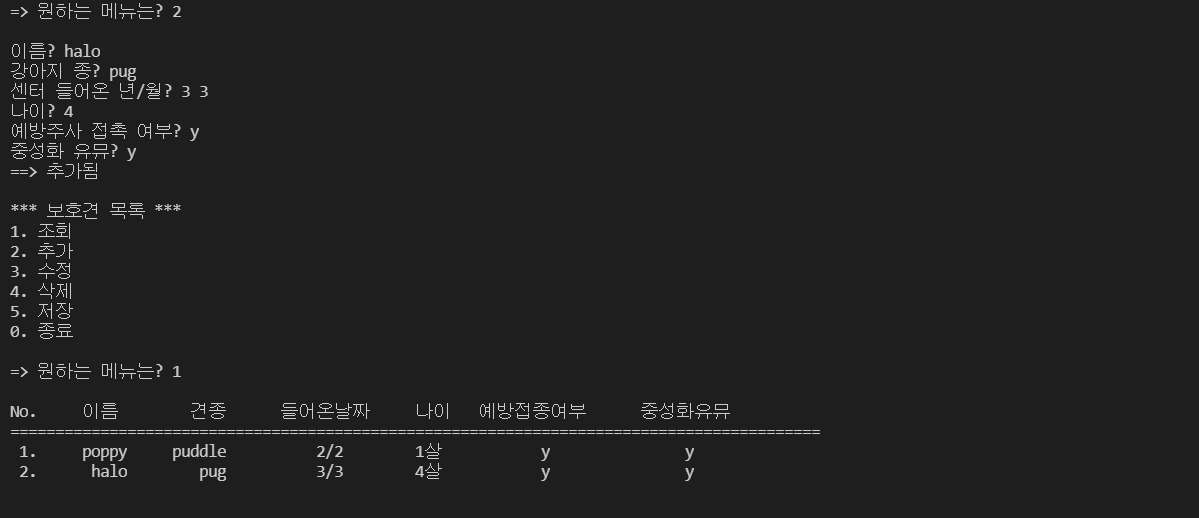 => 원하는 메뉴는? 2
이름? halo
강아지 종? pug
센터 들어온 년/월? 3 3
나이? 4
예방주사 접촉 여부? y
중성화 유뮤? y
==> 추가됨
*** 보호견 목록 ***
1. 조회
2. 추가
3. 수정
4. 삭제
5. 저장
0. 종료
=> 원하는 메뉴는? 1
No. 이름 견종 들어온날짜 나이 예방접종여부 중성화유뮤
==========================================================================================
1. poppy puddle 2/2 1살 y y
2. halo pug 3/3 4살 y y